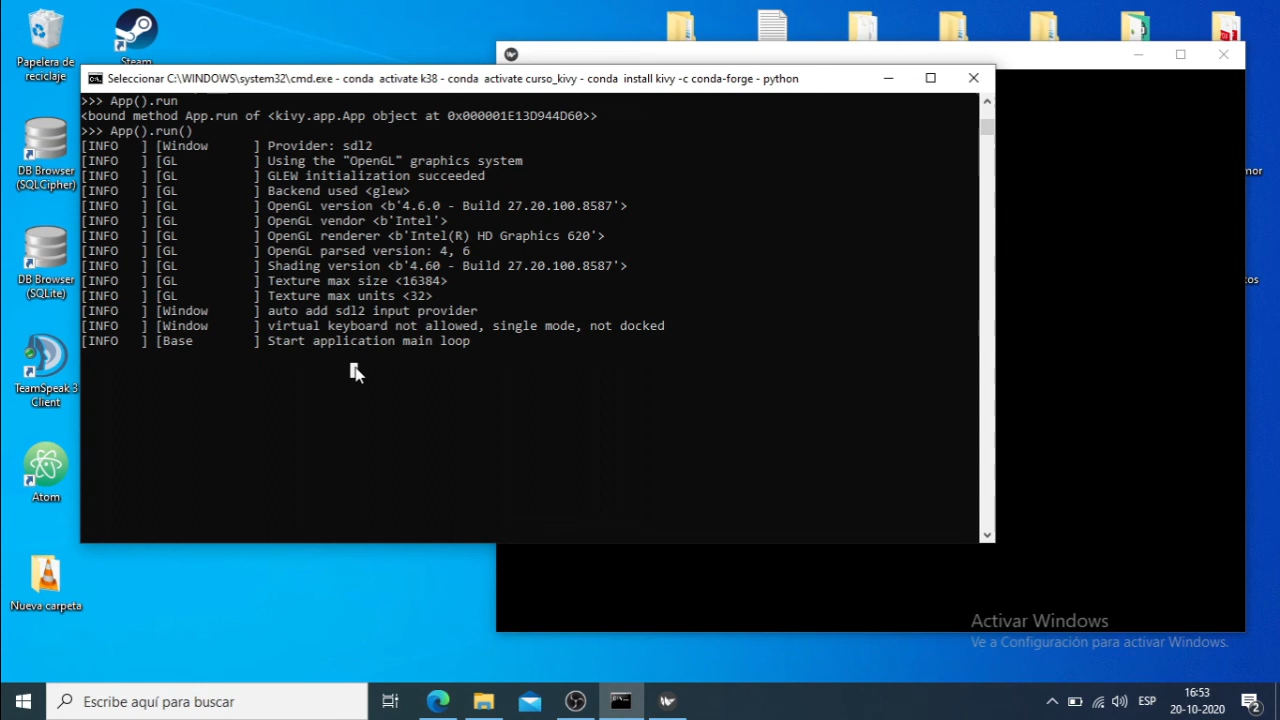 Papelera de
reciclaje
Steam
DB Browser
(SQLCipher)
DB Browser
(SQLite)
TeamSpeak 3
Client
Atom
Nueva carpeta
Seleccionar C:\WINDOWS\system32\cmd.exe - conda activate k38 - conda activate curso_kivy - conda install kivy -c conda-forge - python
>>> App().run
<bound method App.run of <kivy.app.App object at 0x000001E13D944D60>>
>>> App().run()
[INFO   ] [Window      ] Provider: sdl2
[INFO   ] [GL          ] Using the "OpenGL" graphics system
[INFO   ] [GL          ] GLEW initialization succeeded
[INFO   ] [GL          ] Backend used <glew>
[INFO   ] [GL          ] OpenGL version <b'4.6.0 - Build 27.20.100.8587'>
[INFO   ] [GL          ] OpenGL vendor <b'Intel'>
[INFO   ] [GL          ] OpenGL renderer <b'Intel(R) HD Graphics 620'>
[INFO   ] [GL          ] OpenGL parsed version: 4, 6
[INFO   ] [GL          ] Shading version <b'4.60 - Build 27.20.100.8587'>
[INFO   ] [GL          ] Texture max size <16384>
[INFO   ] [GL          ] Texture max units <32>
[INFO   ] [Window      ] auto add sdl2 input provider
[INFO   ] [Window      ] virtual keyboard not allowed, single mode, not docked
[INFO   ] [Base        ] Start application main loop
Activar Windows
Ve a Configuración para activar Windows.
Escribe aquí para buscar
ESP
16:53
20-10-2020
2